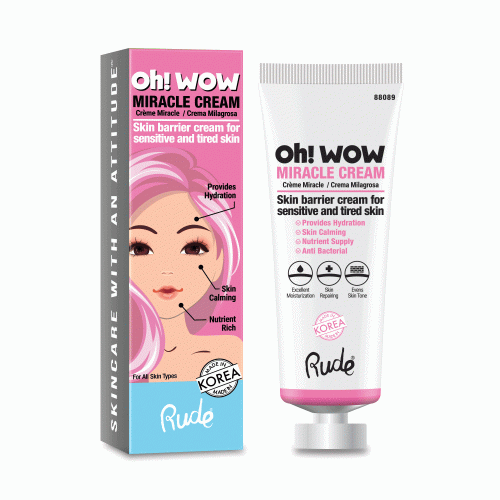 SKINCARE WITH AN ATTITUDE™
Oh! WOW
MIRACLE CREAM
Crème Miracle / Crema Milagrosa
Skin barrier cream for
sensitive and tired skin
Provides
Hydration
Skin
Calming
Nutrient
Rich
For All Skin Types
MADE IN
KOREA
MADE IN
Rude
88089
Oh! WOW
MIRACLE CREAM
Crème Miracle / Crema Milagrosa
Skin barrier cream for
sensitive and tired skin
Provides Hydration
Skin Calming
Nutrient Supply
Anti Bacterial
Excellent
Moisturization
Skin
Repairing
Evens
Skin Tone
MADE IN
KOREA
Rude